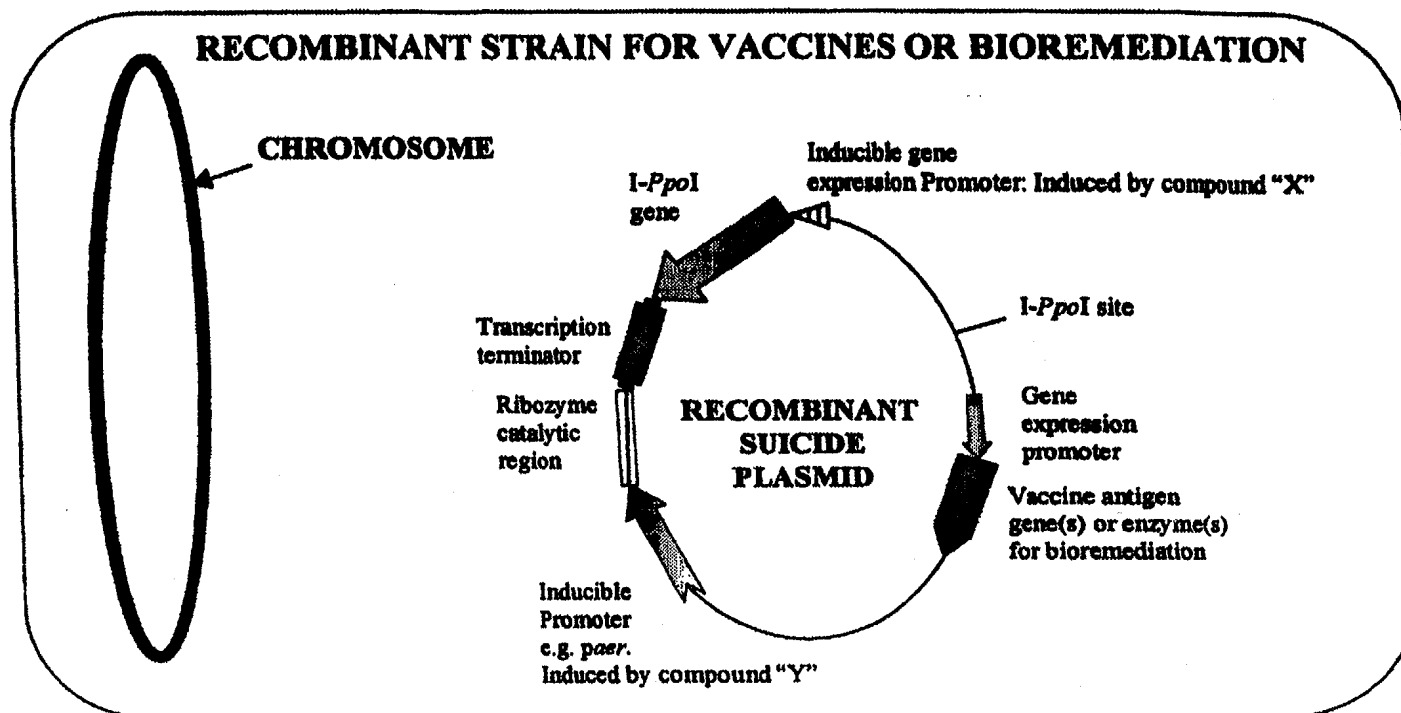 RECOMBINANT STRAIN FOR VACCINES OR BIOREMEDIATION
CHROMOSOME
Inducible gene
expression Promoter: Induced by compound “X”
I-PpoI
gene
I-PpoI site
Transcription
terminator
Ribozyme
catalytic
region
RECOMBINANT
SUICIDE
PLASMID
Gene
expression
promoter
Vaccine antigen
gene(s) or enzyme(s)
for bioremediation
Inducible
Promoter
e.g. paer.
Induced by compound “Y”